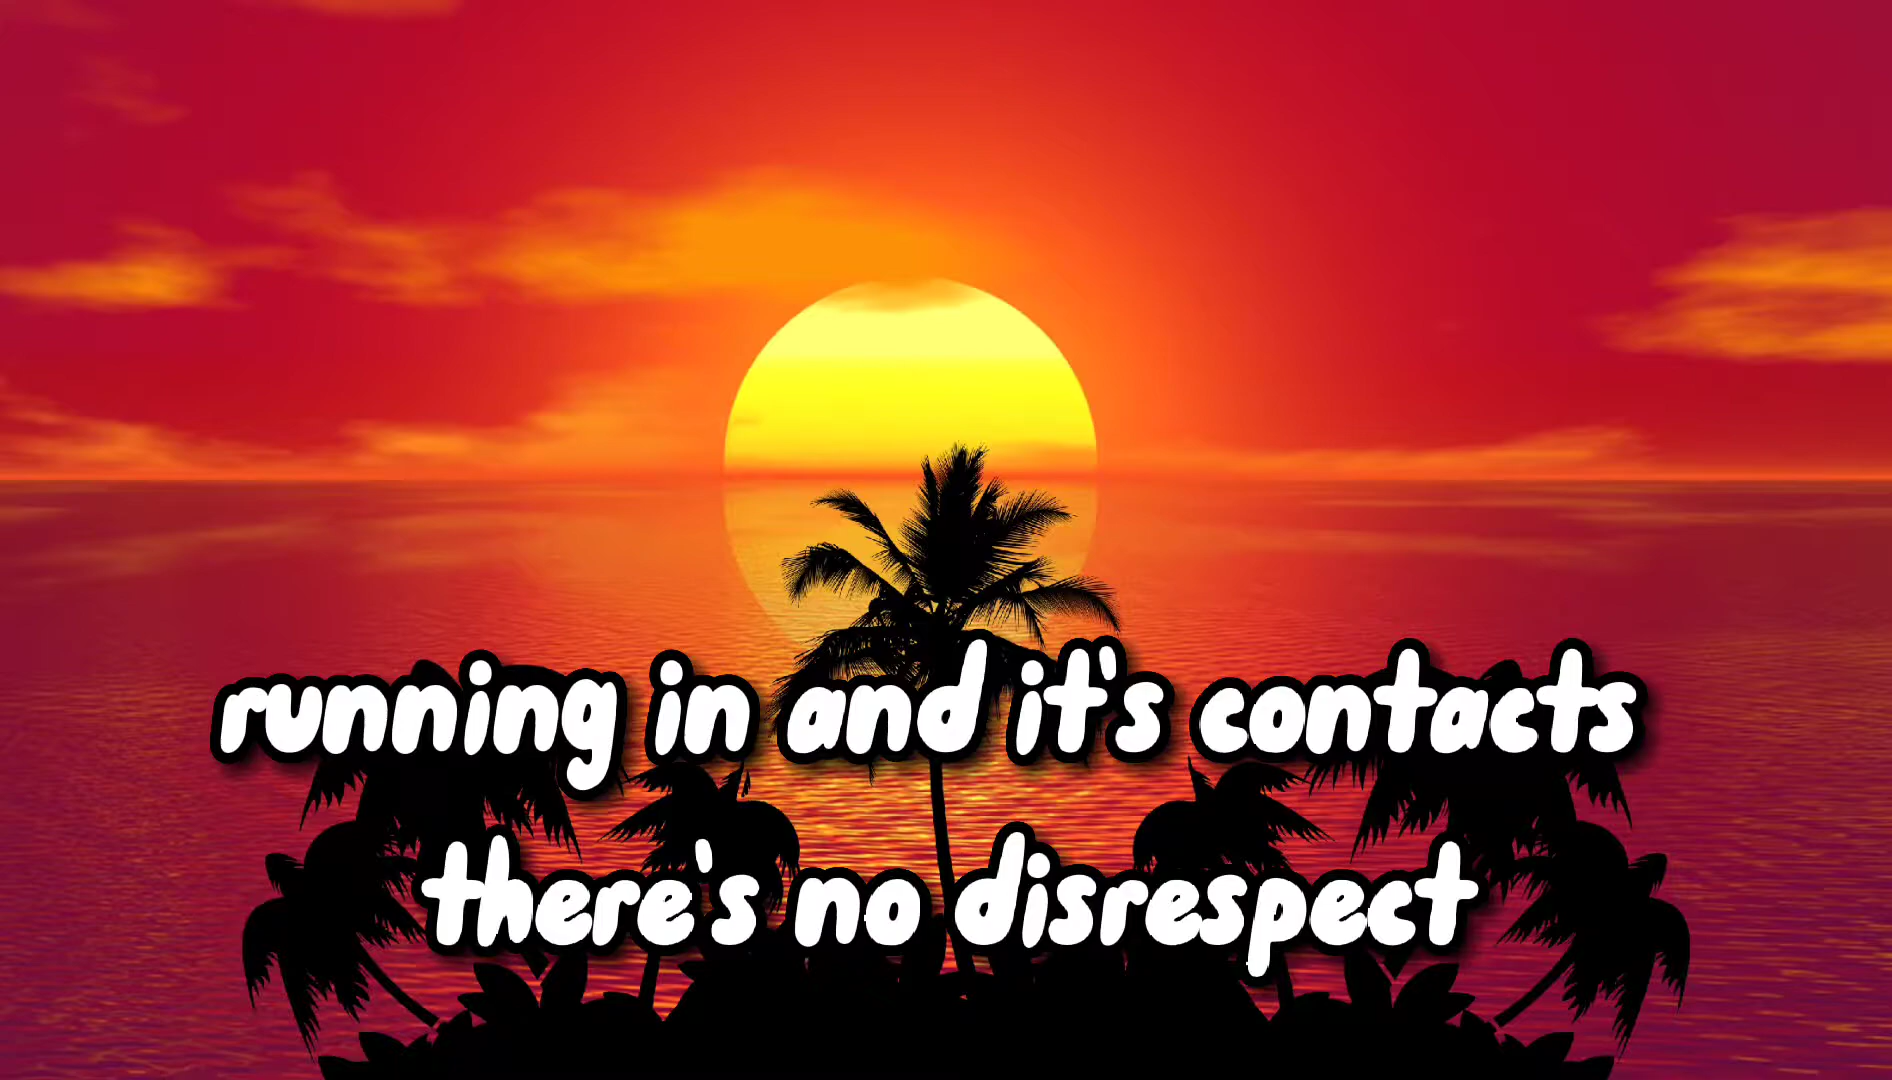 running in and it's contacts
there's no disrespect